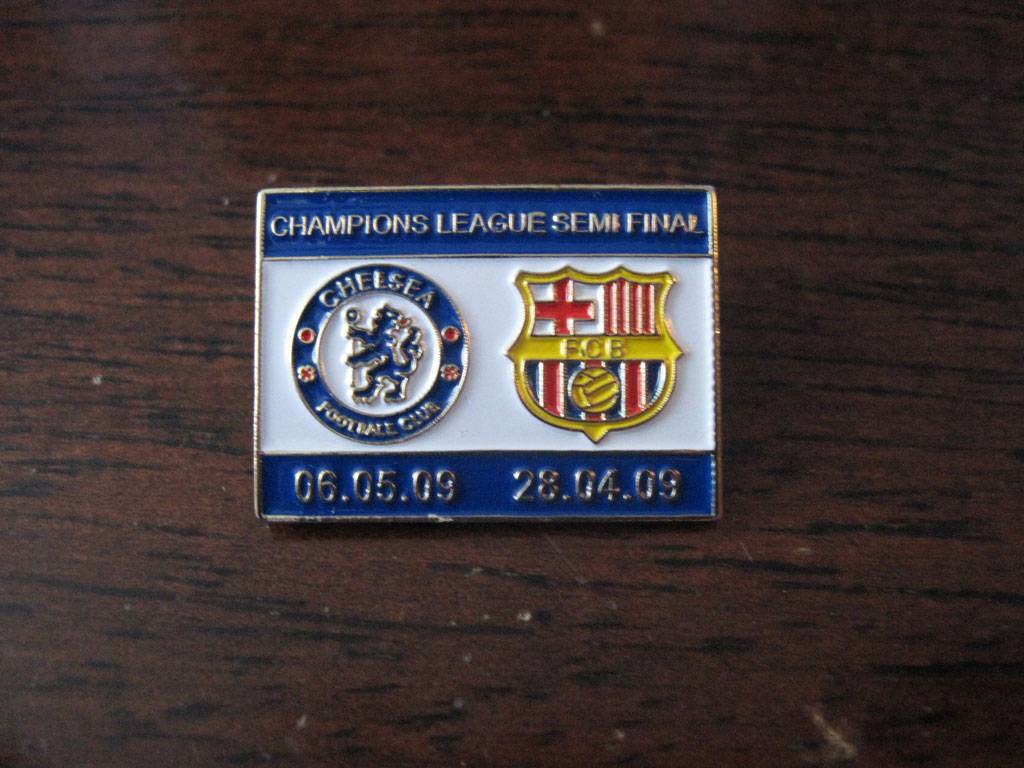 CHAMPIONS LEAGUE SEMI FINAL
CHELSEA
FOOTBALL CLUB
FCB
06.05.09
28.04.09